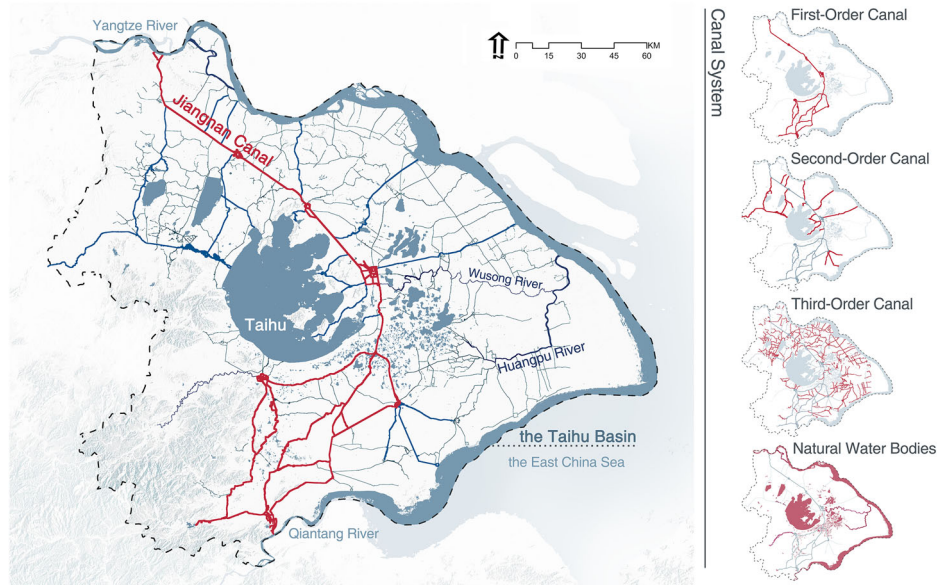 Yangtze River
N
0 15 30 45 60 KM
Jiangnan Canal
Wusong River
Taihu
Huangpu River
the Taihu Basin
the East China Sea
Qiantang River
Canal System
First-Order Canal
Second-Order Canal
Third-Order Canal
Natural Water Bodies